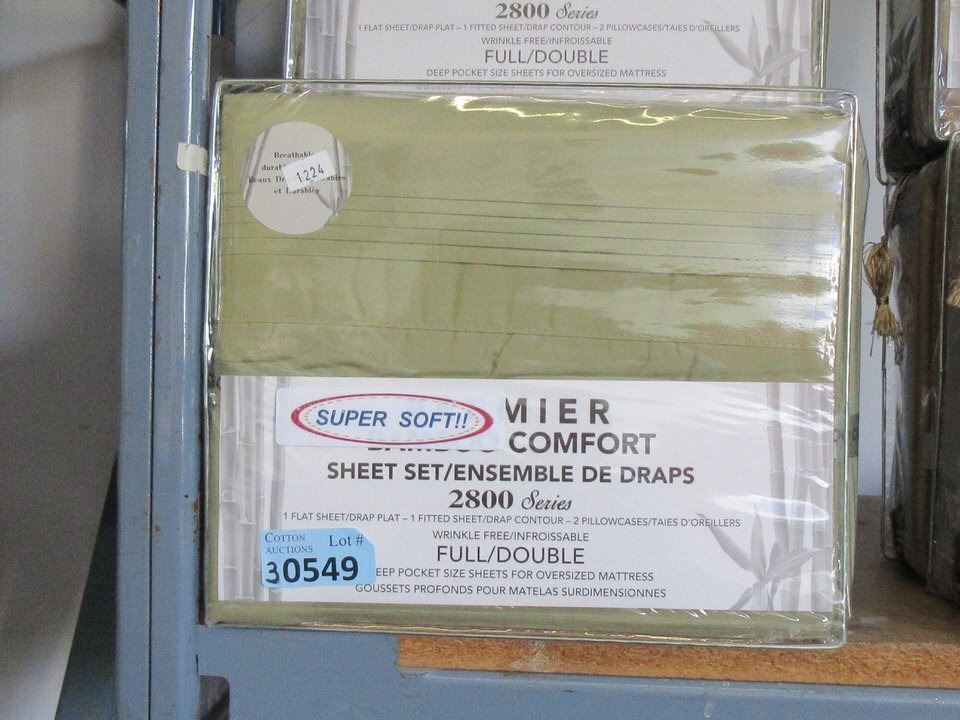 2800 Series
1 FLAT SHEET/DRAP PLAT – 1 FITTED SHEET/DRAP CONTOUR – 2 PILLOWCASES/TAIES D'OREILLERS
WRINKLE FREE/INFROISSABLE
FULL/DOUBLE
DEEP POCKET SIZE SHEETS FOR OVERSIZED MATTRESS
Breathable
1224
et Durables
SUPER SOFT!!
MIER
COMFORT
SHEET SET/ENSEMBLE DE DRAPS
2800 Series
1 FLAT SHEET/DRAP PLAT – 1 FITTED SHEET/DRAP CONTOUR – 2 PILLOWCASES/TAIES D'OREILLERS
WRINKLE FREE/INFROISSABLE
FULL/DOUBLE
EEP POCKET SIZE SHEETS FOR OVERSIZED MATTRESS
GOUSSETS PROFONDS POUR MATELAS SURDIMENSIONNES
COTTON AUCTIONS Lot #
30549